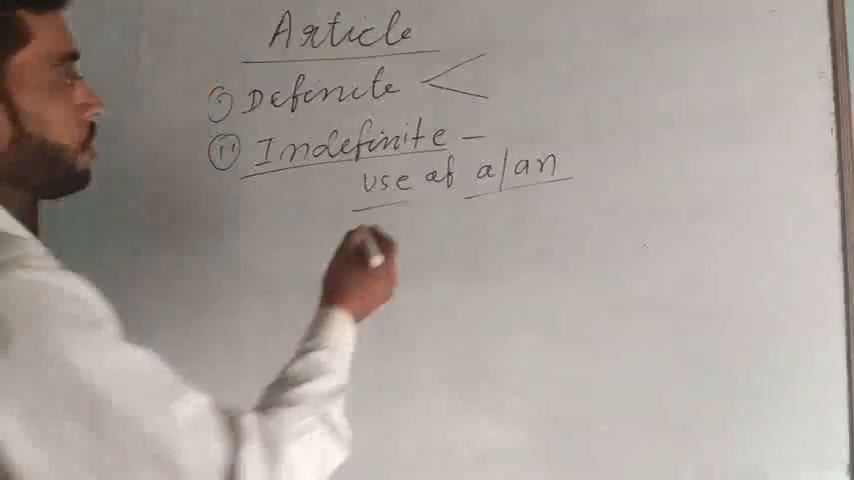 Article
(i) Definite <
(ii) Indefinite -
use of a/an